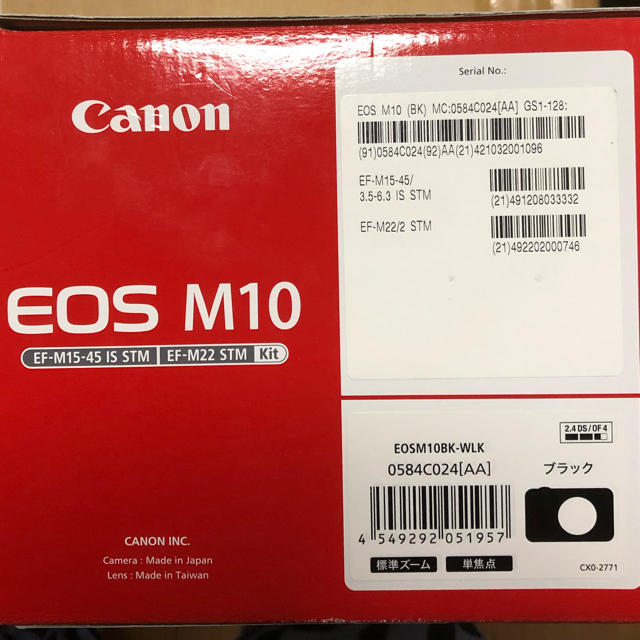 Canon
EOS M10
EF-M15-45 IS STM EF-M22 STM Kit
CANON INC.
Camera : Made in Japan
Lens : Made in Taiwan
Serial No.:
EOS M10 (BK) MC:0584C024[AA] GS1-128:
(91)0584C024(92)AA(21)421032001096
EF-M15-45/
3.5-6.3 IS STM
(21)491208033332
EF-M22/2 STM
(21)492202000746
2.4 DS/OF 4
EOSM10BK-WLK
0584C024[AA]
ブラック
4 549292 051957
標準ズーム
単焦点
CX0-2771